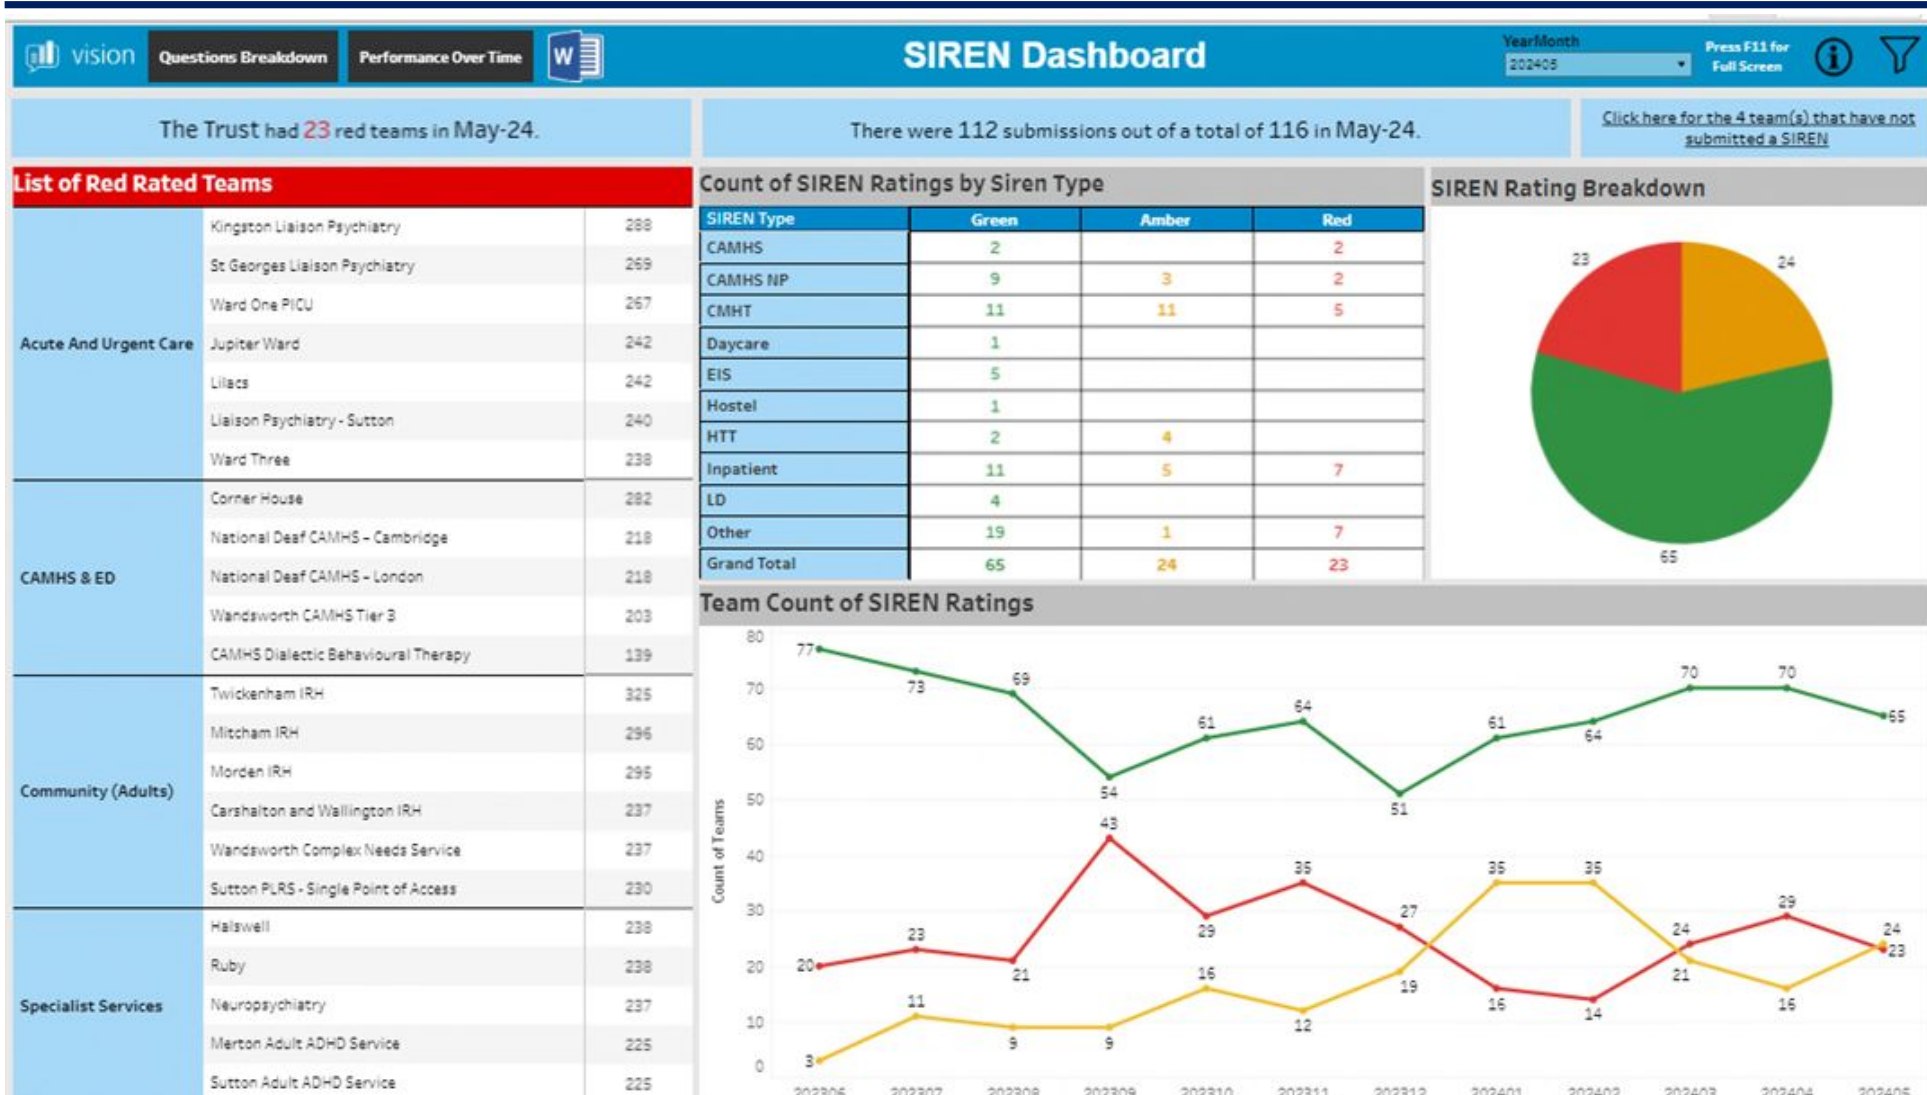 vision
Questions Breakdown
Performance Over Time
W
SIREN Dashboard
YearMonth
202405
Press F11 for
Full Screen
The Trust had 23 red teams in May-24.
There were 112 submissions out of a total of 116 in May-24.
Click here for the 4 team(s) that have not
submitted a SIREN
List of Red Rated Teams
Acute And Urgent Care
Kingston Liaison Psychiatry 288
St Georges Liaison Psychiatry 269
Ward One PICU 267
Jupiter Ward 242
Lilacs 242
Liaison Psychiatry - Sutton 240
Ward Three 238
CAMHS & ED
Corner House 282
National Deaf CAMHS – Cambridge 218
National Deaf CAMHS – London 218
Wandsworth CAMHS Tier 3 203
CAMHS Dialectic Behavioural Therapy 139
Community (Adults)
Twickenham IRH 325
Mitcham IRH 296
Morden IRH 295
Carshalton and Wallington IRH 237
Wandsworth Complex Needs Service 237
Sutton PLRS - Single Point of Access 230
Specialist Services
Halswell 238
Ruby 238
Neuropsychiatry 237
Merton Adult ADHD Service 225
Sutton Adult ADHD Service 225
Count of SIREN Ratings by Siren Type
SIREN Type Green Amber Red
CAMHS 2 2
CAMHS NP 9 3 2
CMHT 11 11 5
Daycare 1
EIS 5
Hostel 1
HTT 2 4
Inpatient 11 5 7
LD 4
Other 19 1 7
Grand Total 65 24 23
SIREN Rating Breakdown
23
24
65
Team Count of SIREN Ratings
Count of Teams
80
70
60
50
40
30
20
10
0
77 73 69 54 61 64 51 61 64 70 70 65
20 23 21 43 29 35 27 16 14 24 29 23
3 11 9 9 16 12 19 35 35 21 16 24
202306 202307 202308 202309 202310 202311 202312 202401 202402 202403 202404 202405